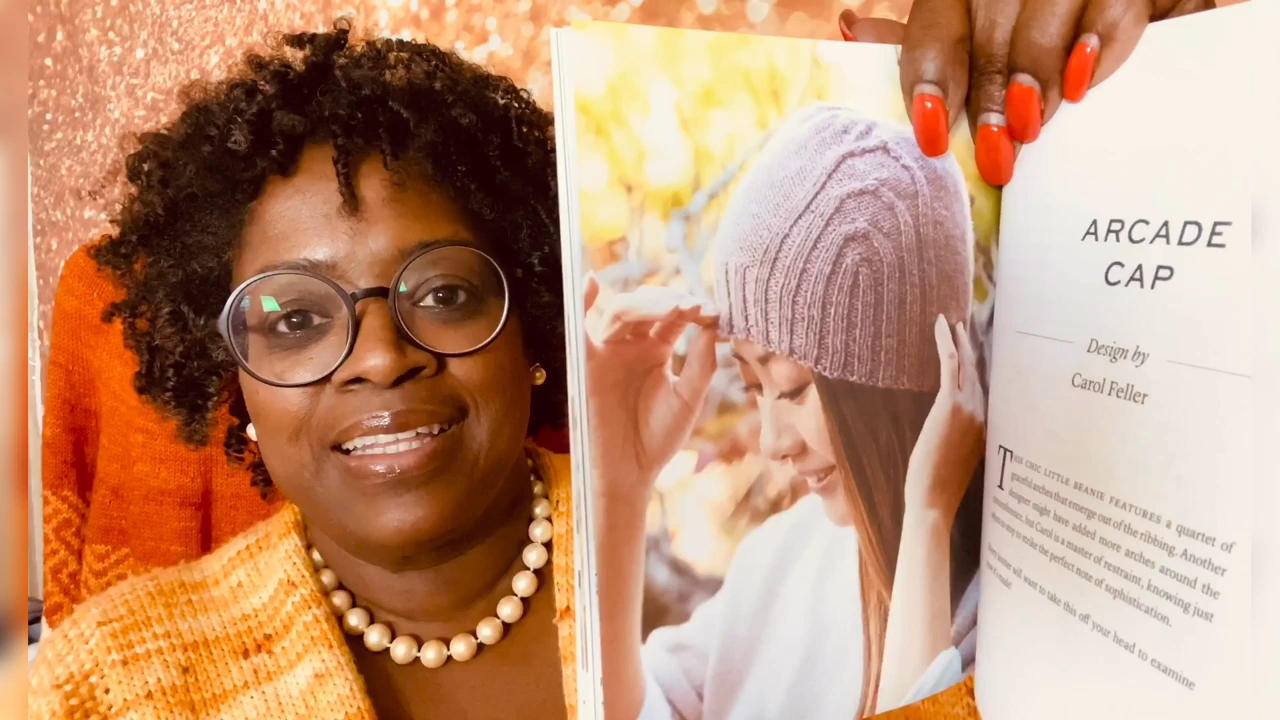 ARCADE
CAP
Design by
Carol Feller
THIS CHIC LITTLE BEANIE FEATURES a quartet of
graceful arches that emerge out of the ribbing. Another
designer might have added more arches around the
circumference, but Carol is a master of restraint, knowing just
when to stop to strike the perfect note of sophistication.
Every knitter will want to take this off your head to examine
how it's made!